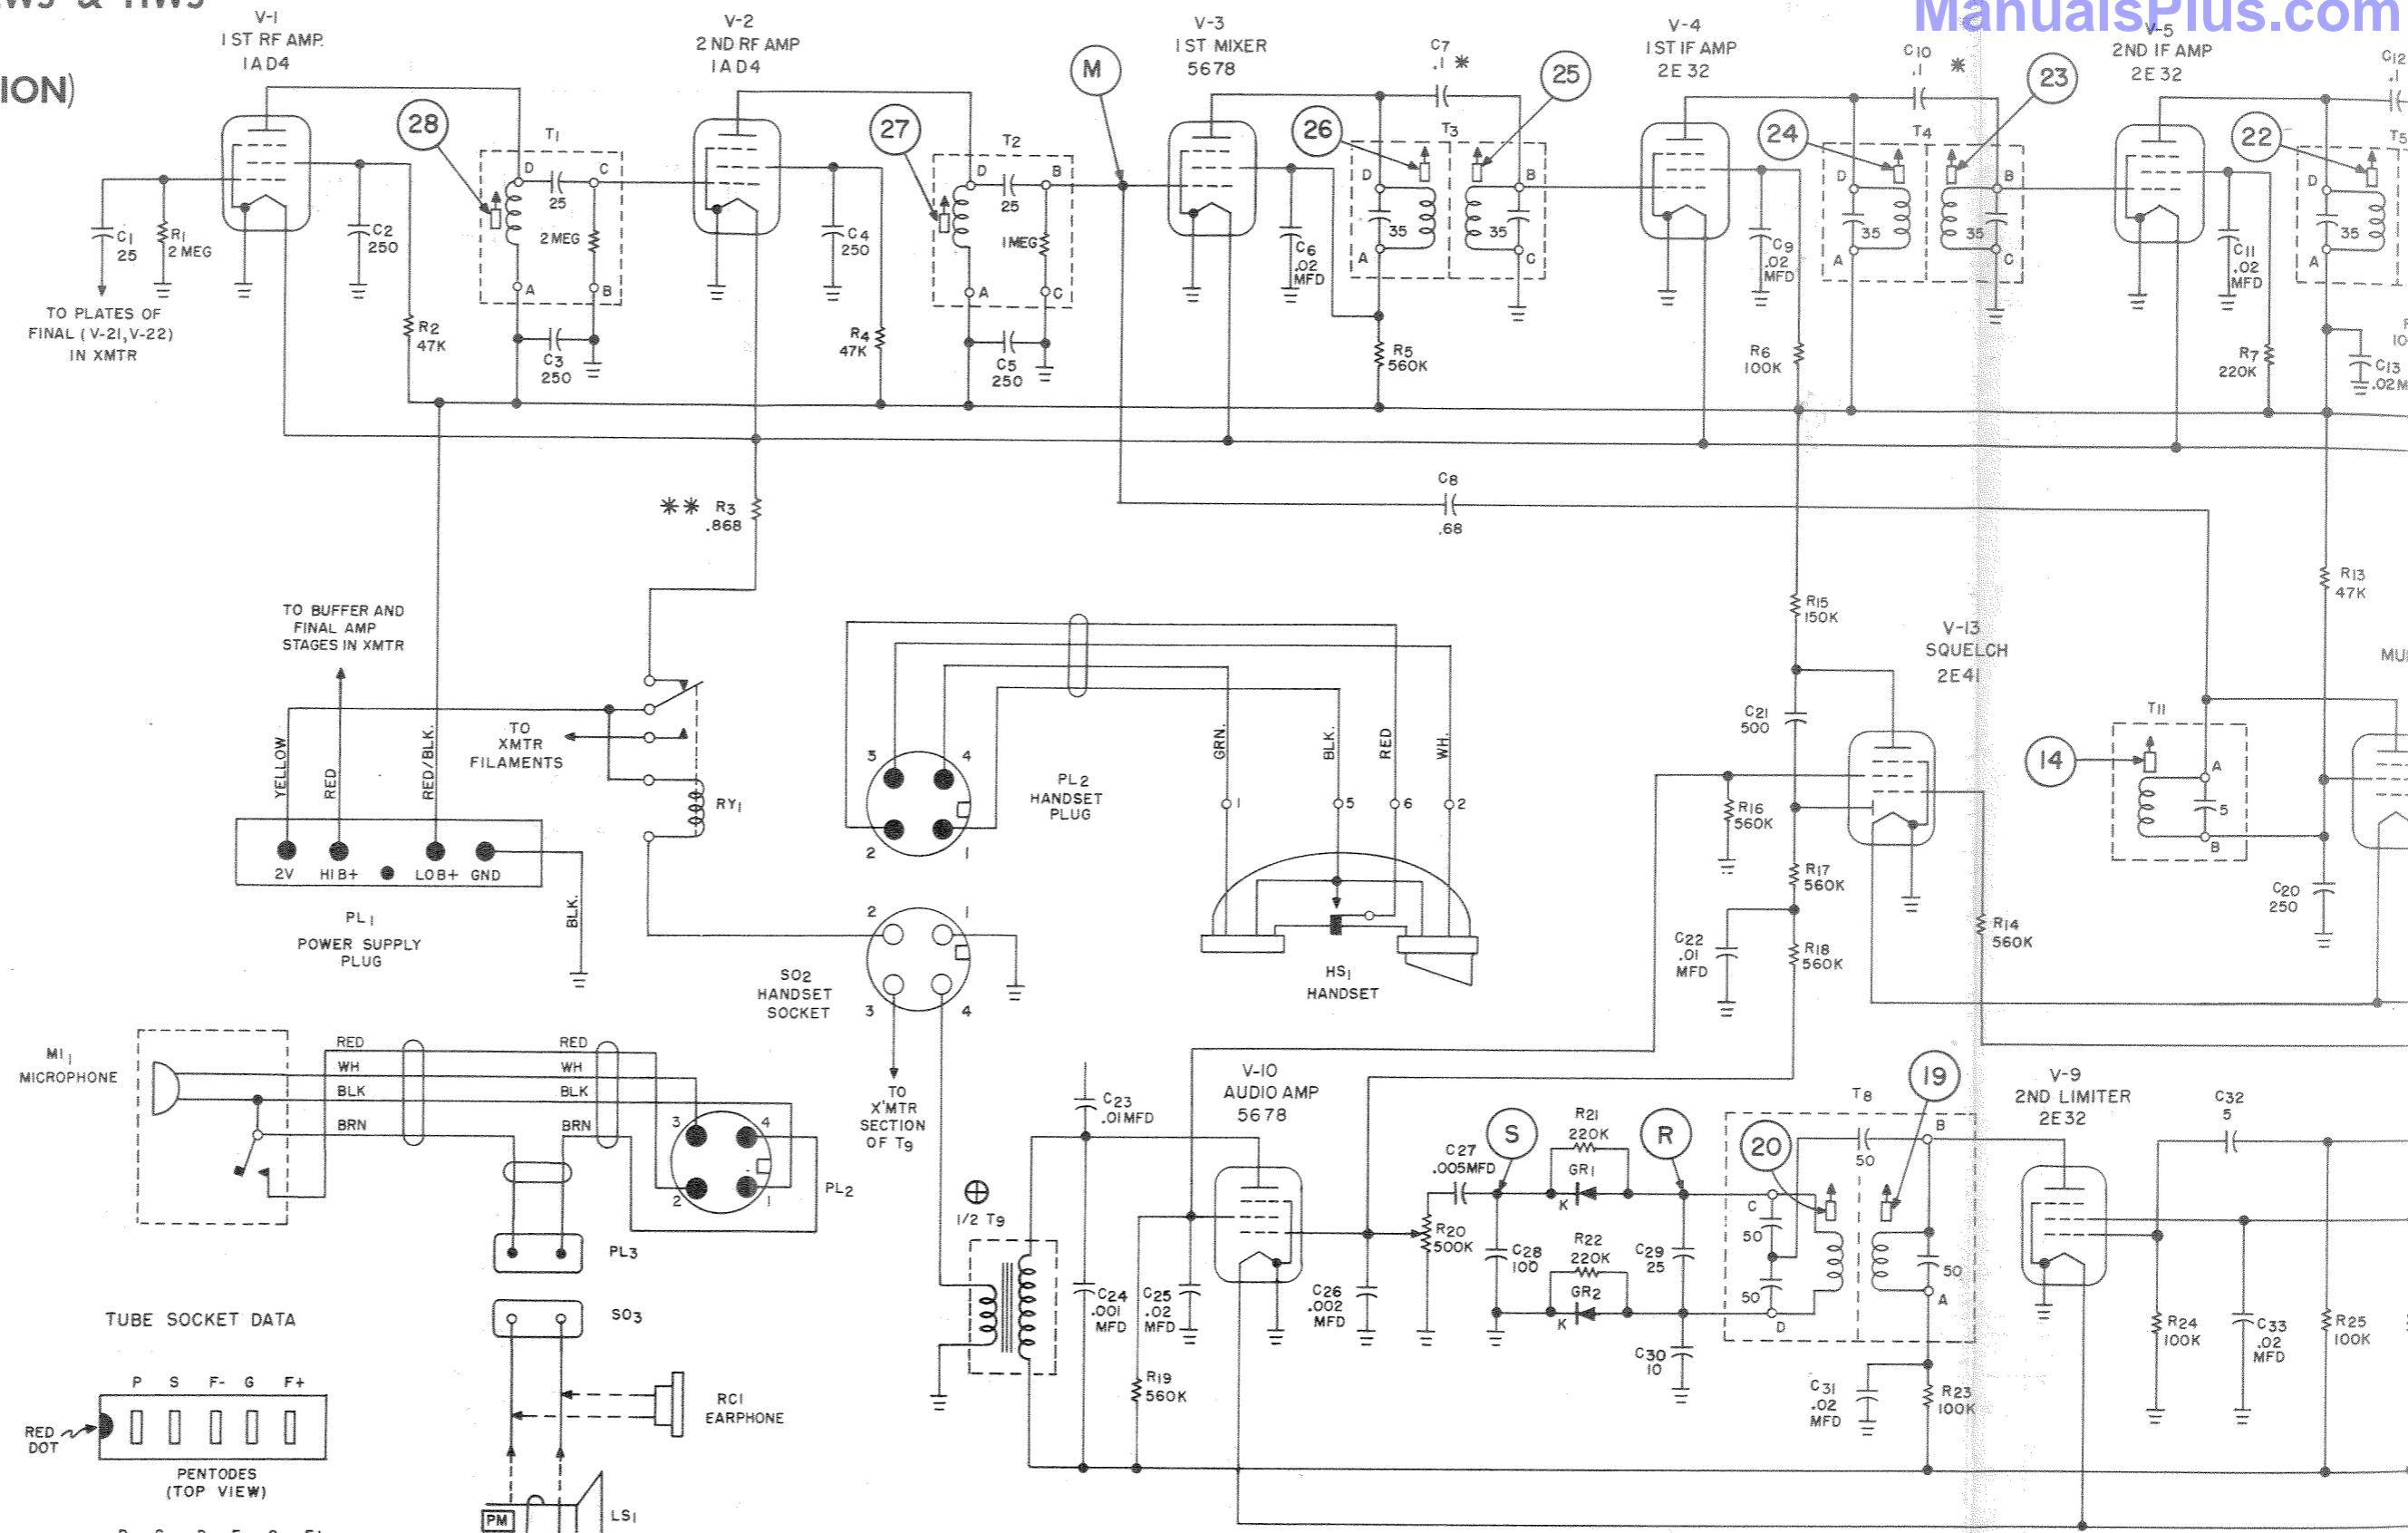 ManualsPlus.com
ION)
V-1
1ST RF AMP.
1AD4
V-2
2ND RF AMP
1AD4
M
V-3
1ST MIXER
5678
C7
.1 *
25
V-4
1ST IF AMP
2E32
C10
.1 *
23
V-5
2ND IF AMP
2E32
C12
.1
28
T1
27
T2
26
T3
24
T4
22
T5
D
C
25
D
B
25
D
B
D
B
D
C1
25
R1
2 MEG
C2
250
2 MEG
C4
250
1 MEG
C6
.02
MFD
35
35
C9
.02
MFD
35
35
C11
.02
MFD
35
A
B
A
C
A
C
A
C
A
TO PLATES OF
FINAL (V-21, V-22)
IN XMTR
R2
47K
C3
250
R4
47K
C5
250
R5
560K
R6
100K
R7
220K
C13
** R3
.868
C8
.68
R13
47K
TO BUFFER AND
FINAL AMP
STAGES IN XMTR
R15
150K
V-13
SQUELCH
2E41
TO
XMTR
FILAMENTS
YELLOW
RED
RED/BLK.
RY1
3
4
2
1
PL2
HANDSET
PLUG
GRN.
BLK.
RED
WH.
1
5
6
2
C21
500
R16
560K
T11
14
A
5
B
2V
HI B+
LO B+
GND
BLK.
PL1
POWER SUPPLY
PLUG
R17
560K
C20
250
R14
560K
C22
.01
MFD
R18
560K
2
1
SO2
HANDSET
SOCKET
3
4
HS1
HANDSET
MI1
MICROPHONE
RED
WH
BLK
BRN
RED
WH
BLK
BRN
3
4
2
1
PL2
TO
X'MTR
SECTION
OF T9
C23
.01MFD
V-10
AUDIO AMP
5678
C27
.005MFD
S
R21
220K
GR1
K
R
T8
19
20
B
50
V-9
2ND LIMITER
2E32
C32
5
1/2 T9
R20
500K
C28
100
R22
220K
GR2
K
C29
25
C
50
50
D
50
A
PL3
SO3
C24
.001
MFD
C25
.02
MFD
C26
.002
MFD
C30
10
R24
100K
C33
.02
MFD
R25
100K
R19
560K
C31
.02
MFD
R23
100K
TUBE SOCKET DATA
P S F- G F+
RED
DOT
PENTODES
(TOP VIEW)
RC1
EARPHONE
PM
LS1